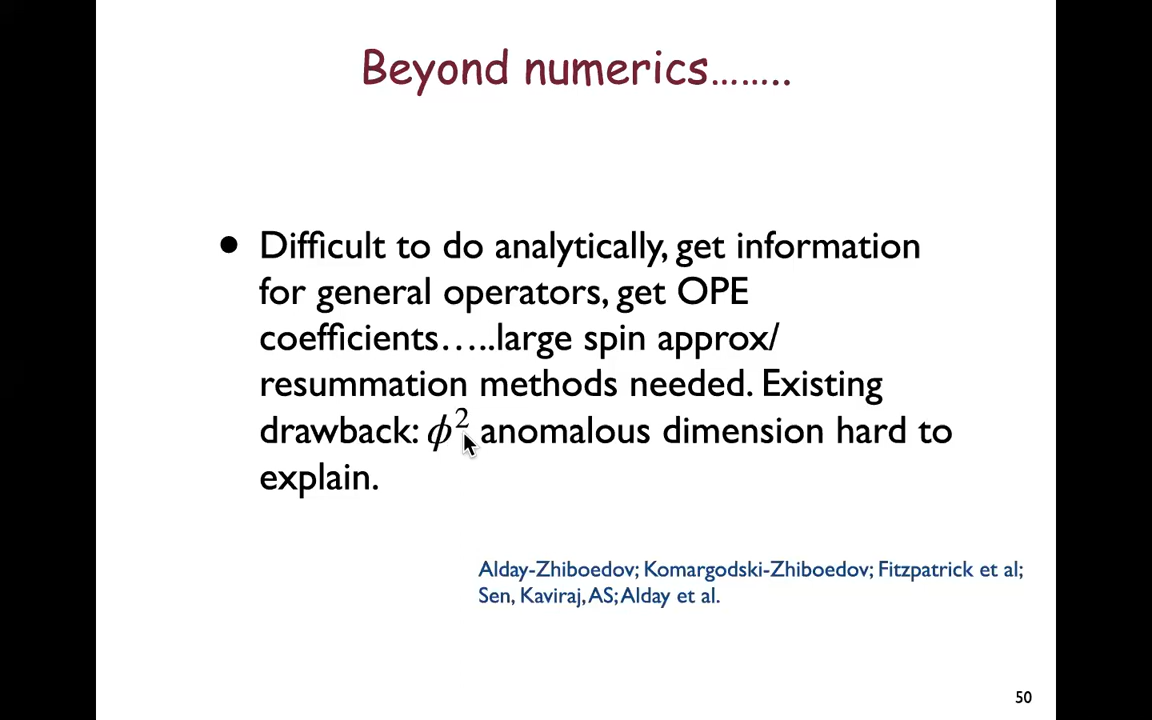 Beyond numerics……..
• Difficult to do analytically, get information
for general operators, get OPE
coefficients…..large spin approx/
resummation methods needed. Existing
drawback: ϕ² anomalous dimension hard to
explain.
Alday-Zhiboedov; Komargodski-Zhiboedov; Fitzpatrick et al;
Sen, Kaviraj, AS; Alday et al.
50